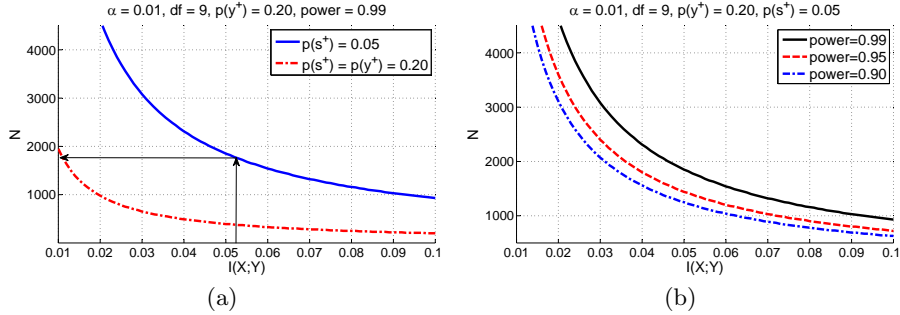 α = 0.01, df = 9, p(y⁺) = 0.20, power = 0.99
4000
3000
2000
1000
N
p(s⁺) = 0.05
p(s⁺) = p(y⁺) = 0.20
0.01 0.02 0.03 0.04 0.05 0.06 0.07 0.08 0.09 0.1
I(X;Y)
(a)
α = 0.01, df = 9, p(y⁺) = 0.20, p(s⁺) = 0.05
4000
3000
2000
1000
N
power=0.99
power=0.95
power=0.90
0.01 0.02 0.03 0.04 0.05 0.06 0.07 0.08 0.09 0.1
I(X;Y)
(b)